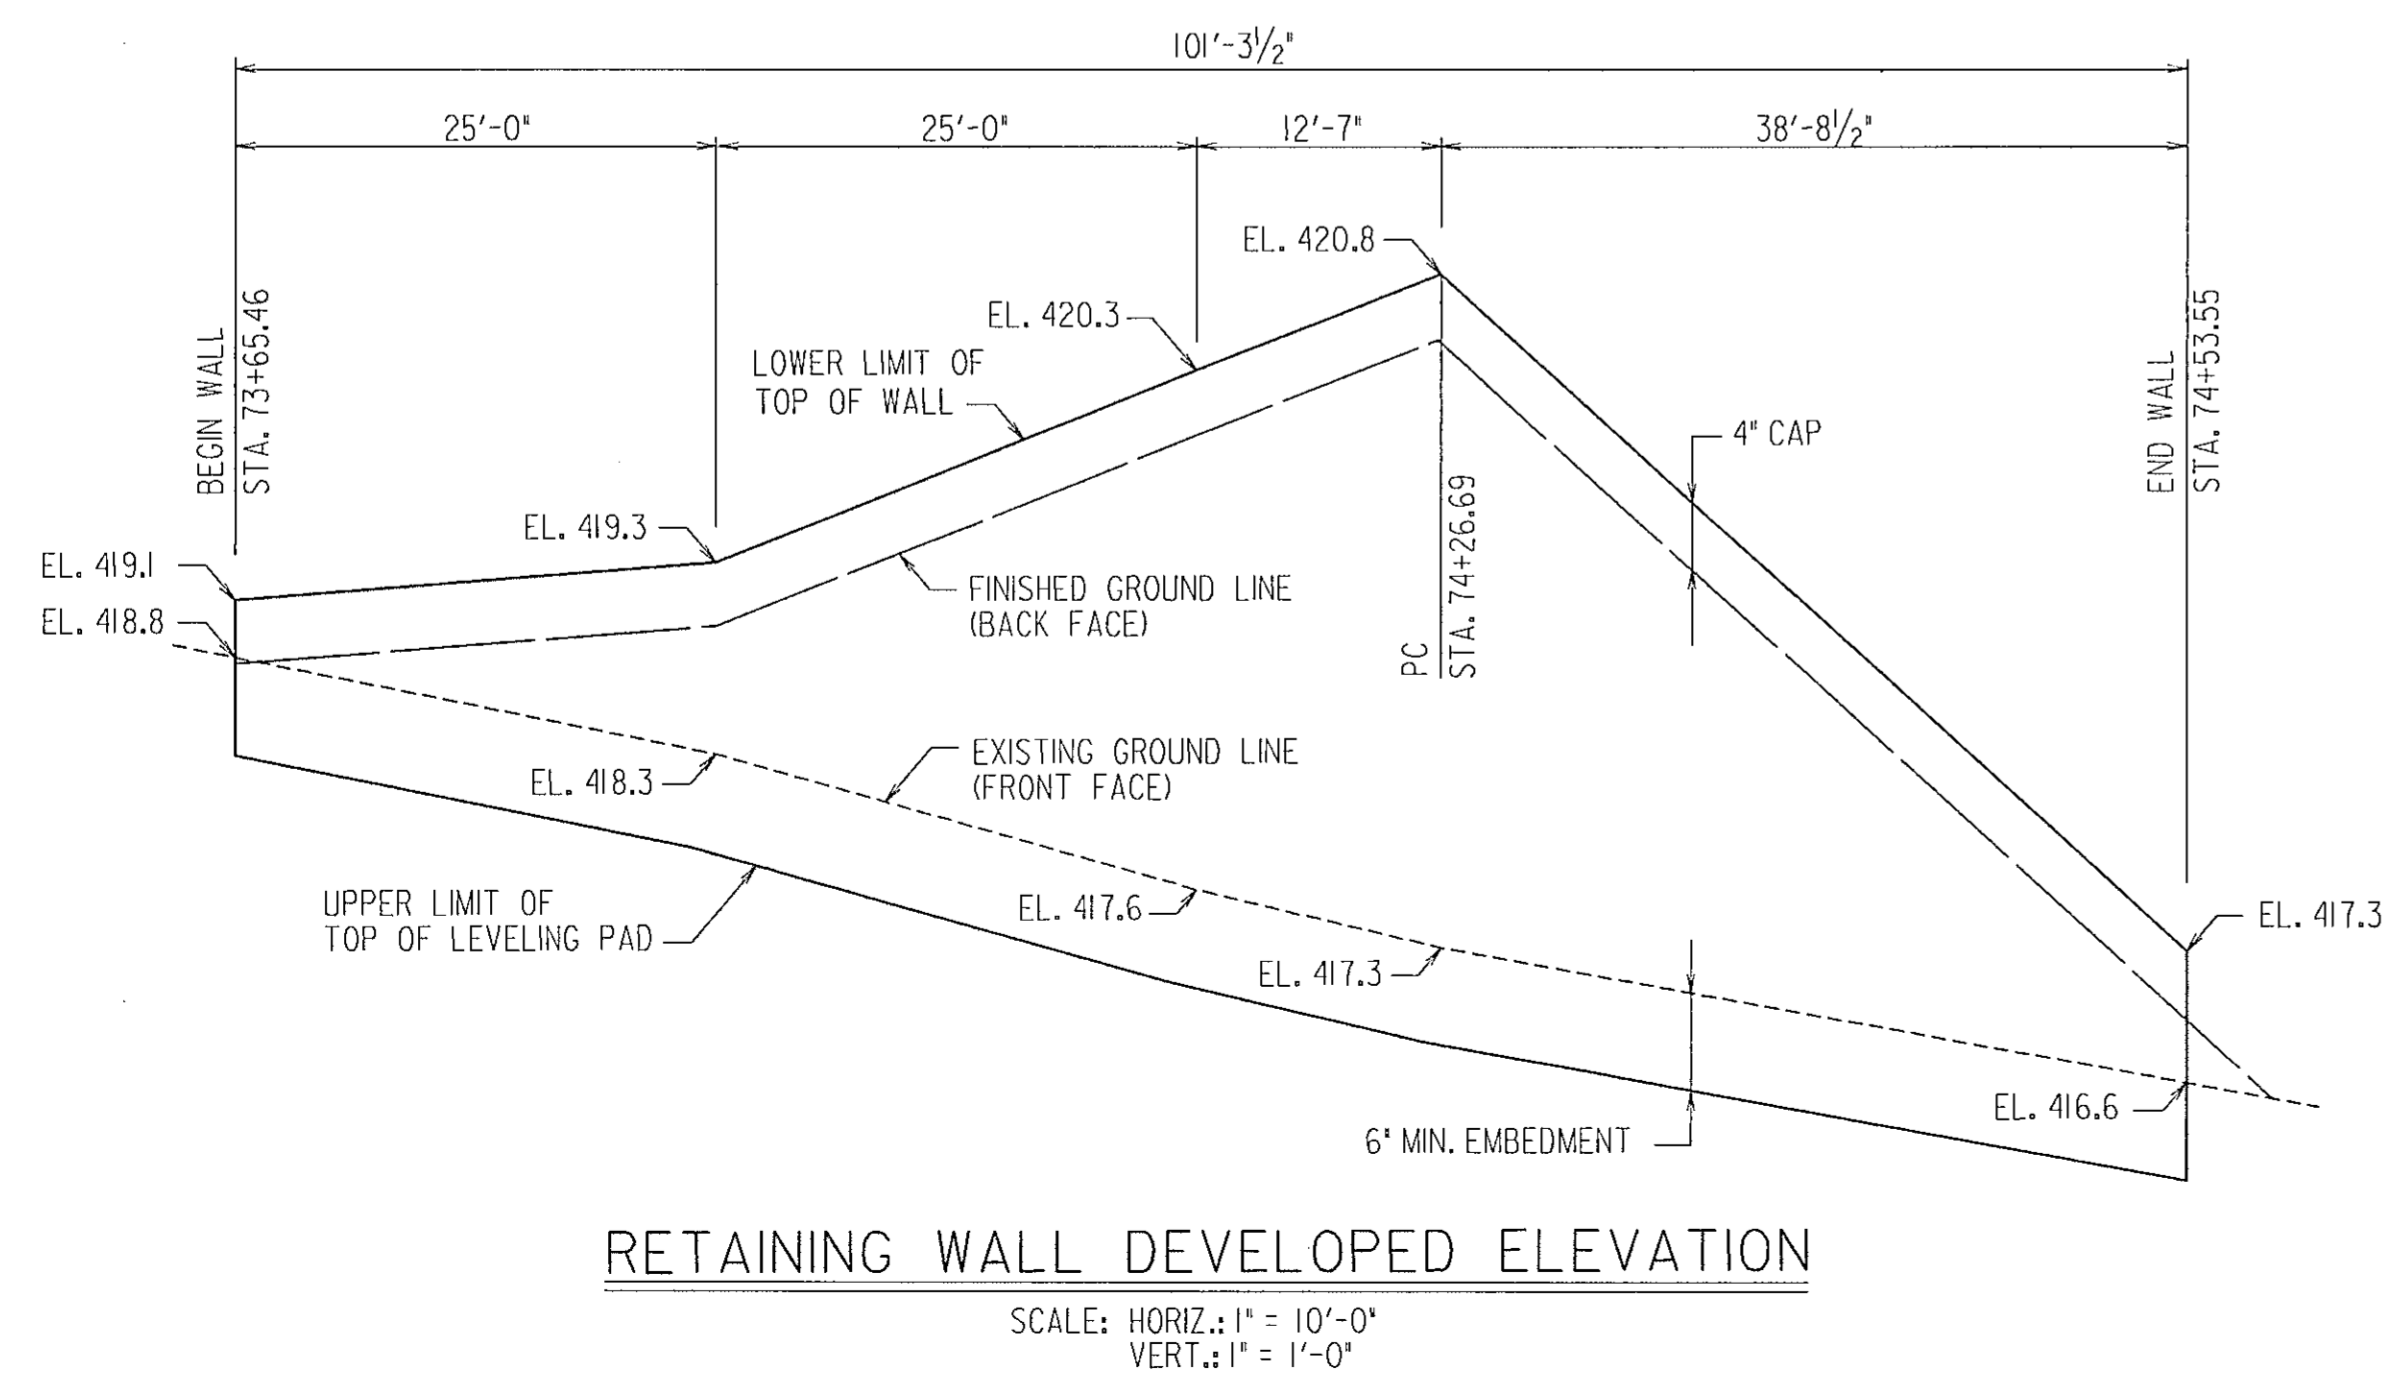 101'-3 1/2"
25'-0"
25'-0"
12'-7"
38'-8 1/2"
BEGIN WALL
STA. 73+65.46
EL. 420.8
EL. 420.3
LOWER LIMIT OF
TOP OF WALL
4" CAP
END WALL
STA. 74+53.55
EL. 419.3
EL. 419.1
EL. 418.8
FINISHED GROUND LINE
(BACK FACE)
PC
STA. 74+26.69
EXISTING GROUND LINE
(FRONT FACE)
EL. 418.3
UPPER LIMIT OF
TOP OF LEVELING PAD
EL. 417.6
EL. 417.3
EL. 417.3
EL. 416.6
6" MIN. EMBEDMENT
RETAINING WALL DEVELOPED ELEVATION
SCALE: HORIZ.: 1" = 10'-0"
VERT.: 1" = 1'-0"